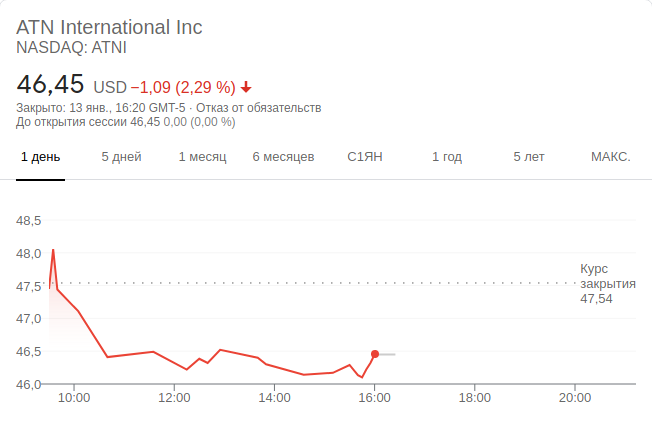 ATN International Inc
NASDAQ: ATNI
46,45 USD −1,09 (2,29 %)
Закрыто: 13 янв., 16:20 GMT-5 · Отказ от обязательств
До открытия сессии 46,45 0,00 (0,00 %)
1 день 5 дней 1 месяц 6 месяцев С1ЯН 1 год 5 лет МАКС.
48,5
48,0
Курс
закрытия
47,54
47,5
47,0
46,5
46,0
10:00 12:00 14:00 16:00 18:00 20:00